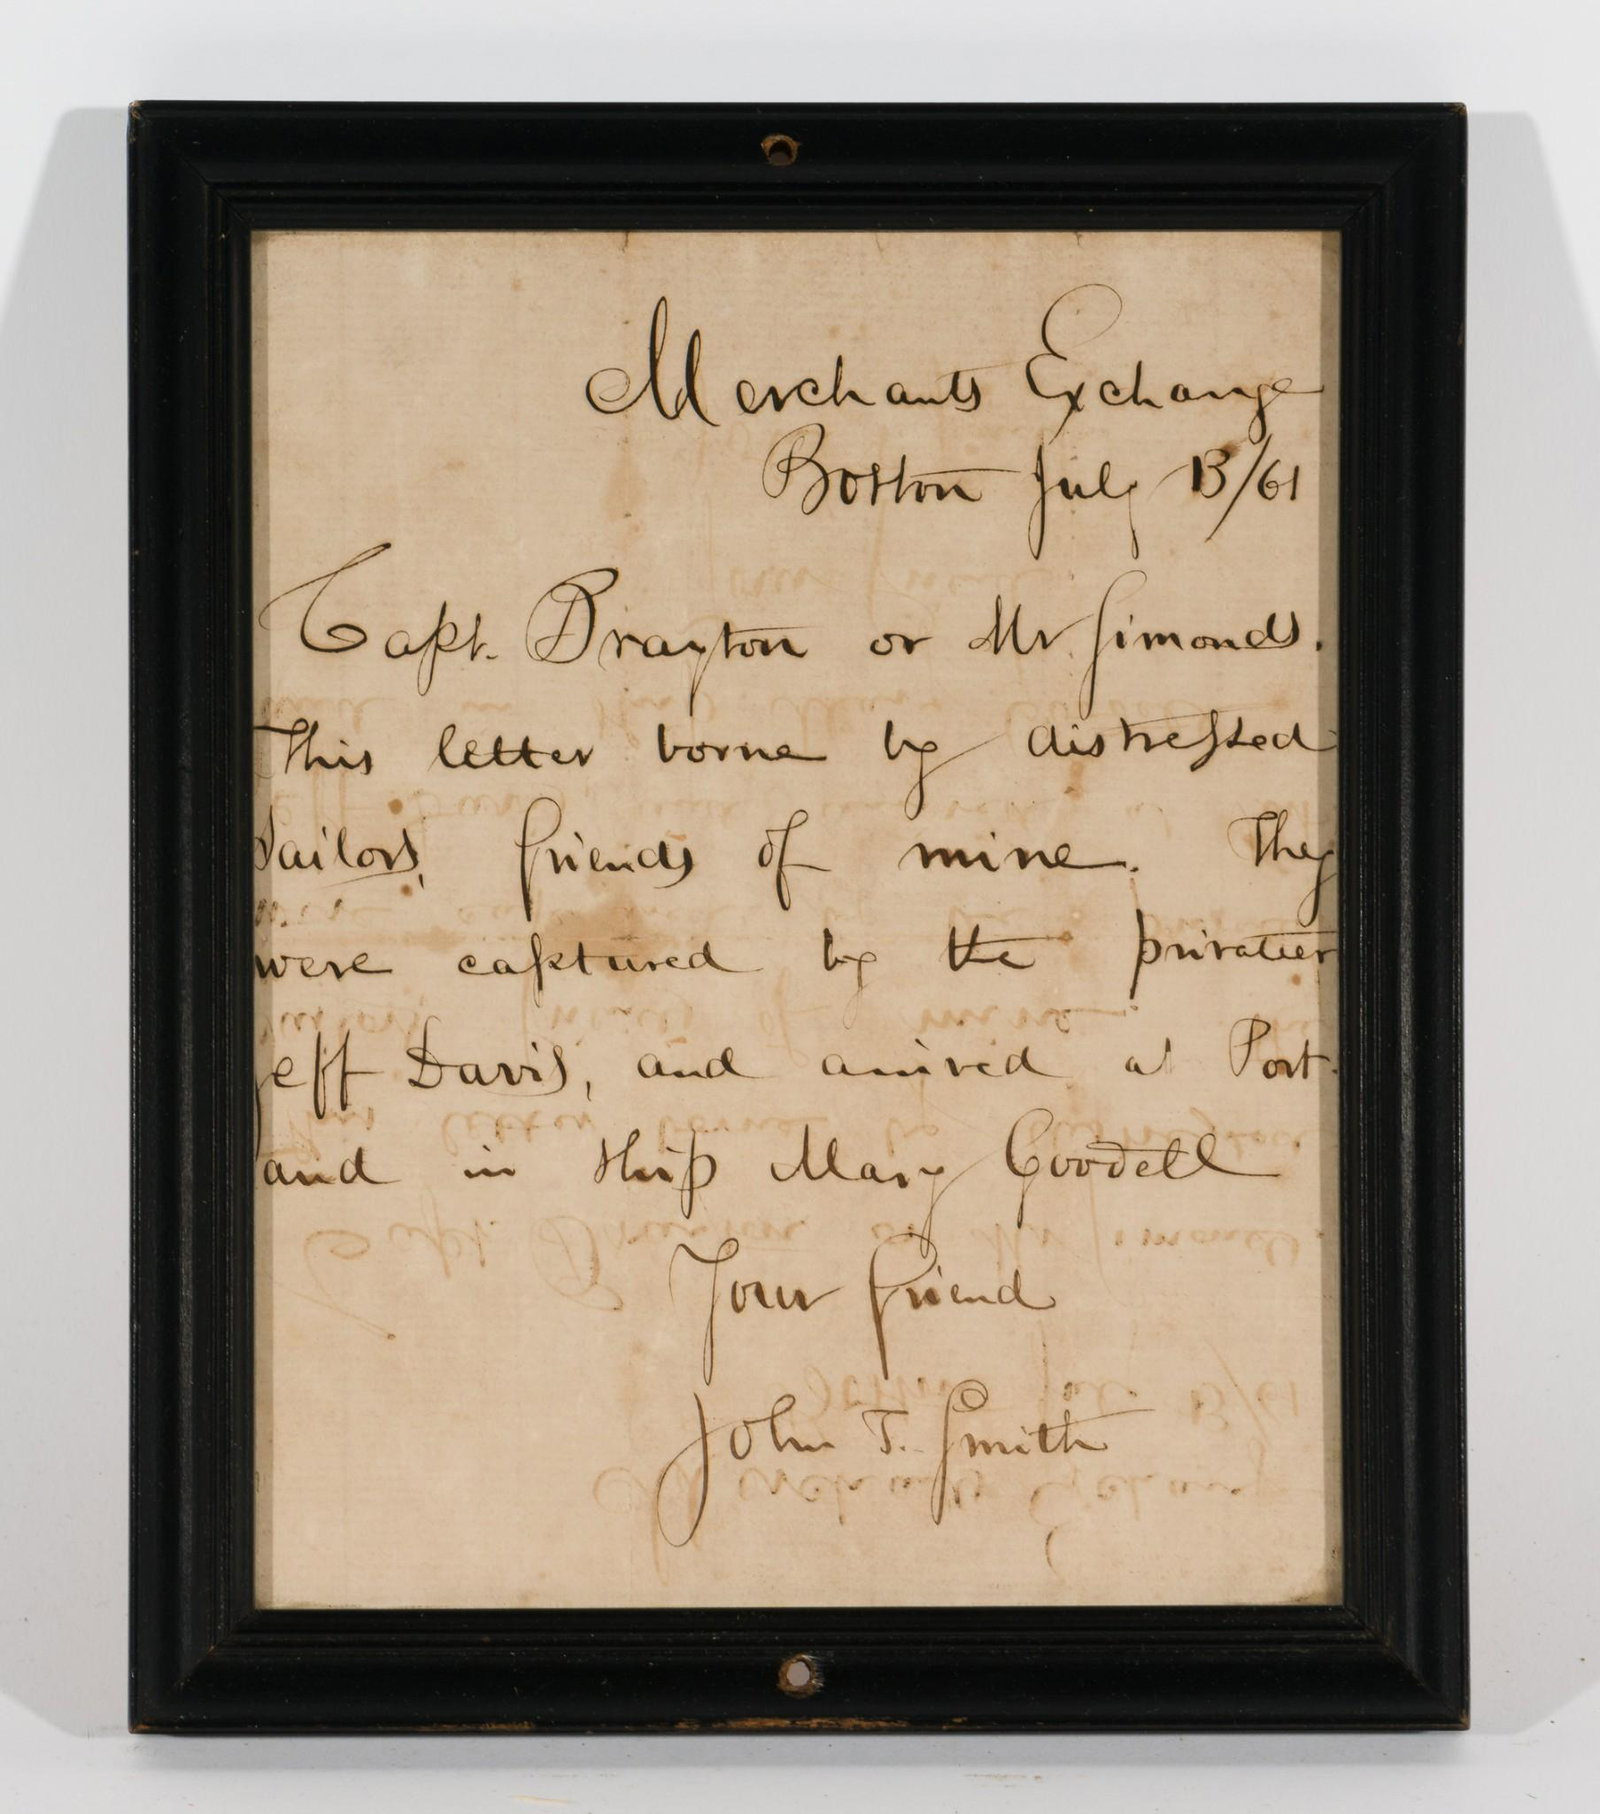 Merchants Exchange
Boston July 13/61
Capt. Drayton or Mr Simonds.
This letter borne by distressed
Sailors, friends of mine. They
were captured by the privateer
Jeff Davis, and arrived at Port-
land in ship Mary Goodell
Your friend
John T. Smith